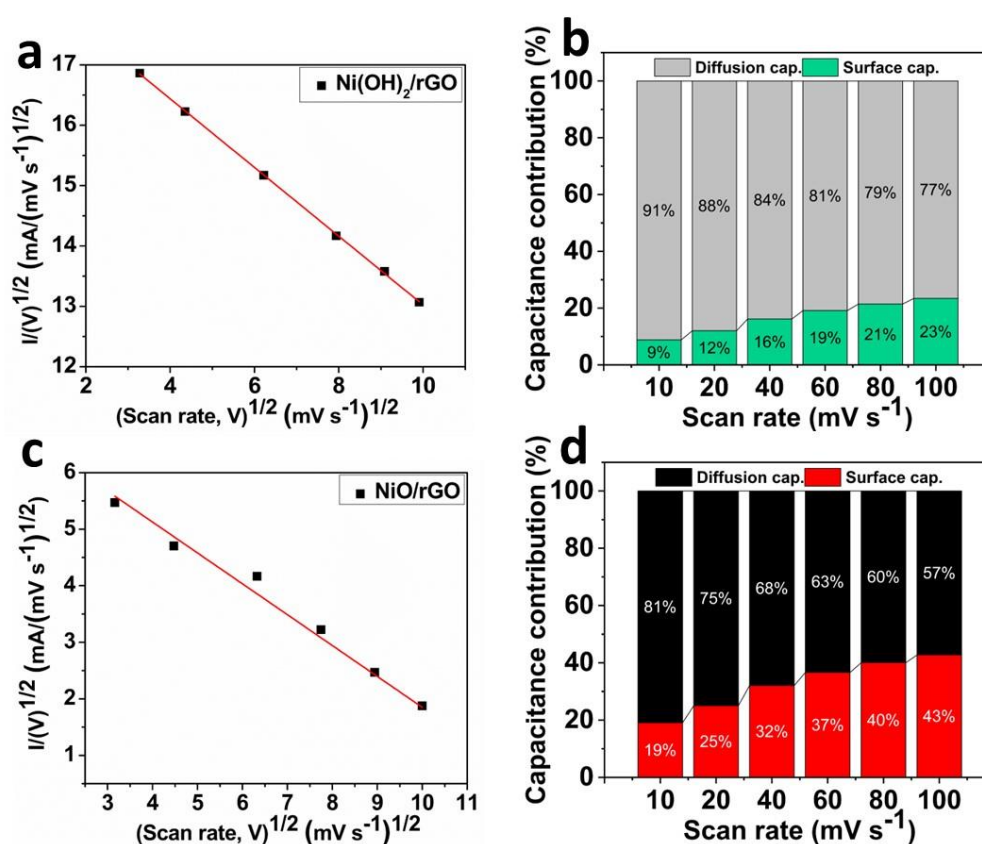 a
17
16
15
14
13
12
I/(V)^1/2 (mA/(mV s^-1)^1/2)
Ni(OH)_2/rGO
2 4 6 8 10
(Scan rate, V)^1/2 (mV s^-1)^1/2
b
Capacitance contribution (%)
Diffusion cap. Surface cap.
100
80
60
40
20
0
91% 88% 84% 81% 79% 77%
9% 12% 16% 19% 21% 23%
10 20 40 60 80 100
Scan rate (mV s^-1)
c
6
5
4
3
2
1
I/(V)^1/2 (mA/(mV s^-1)^1/2)
NiO/rGO
3 4 5 6 7 8 9 10 11
(Scan rate, V)^1/2 (mV s^-1)^1/2
d
Capacitance contribution (%)
Diffusion cap. Surface cap.
100
80
60
40
20
0
81% 75% 68% 63% 60% 57%
19% 25% 32% 37% 40% 43%
10 20 40 60 80 100
Scan rate (mV s^-1)